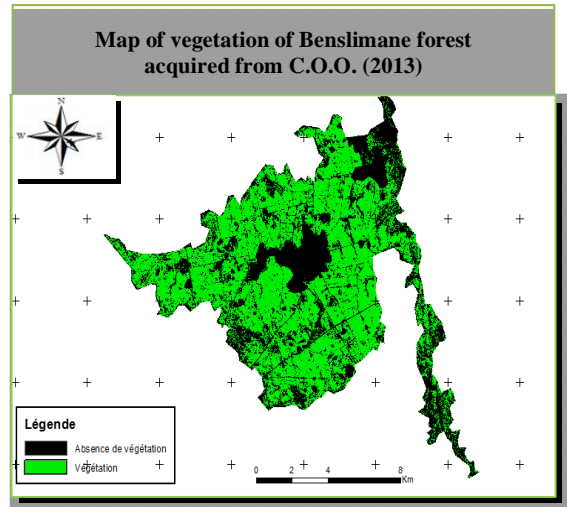 Map of vegetation of Benslimane forest
acquired from C.O.O. (2013)
N
W E
S
Légende
Absence de végétation
Végétation
0 2 4 8
Km